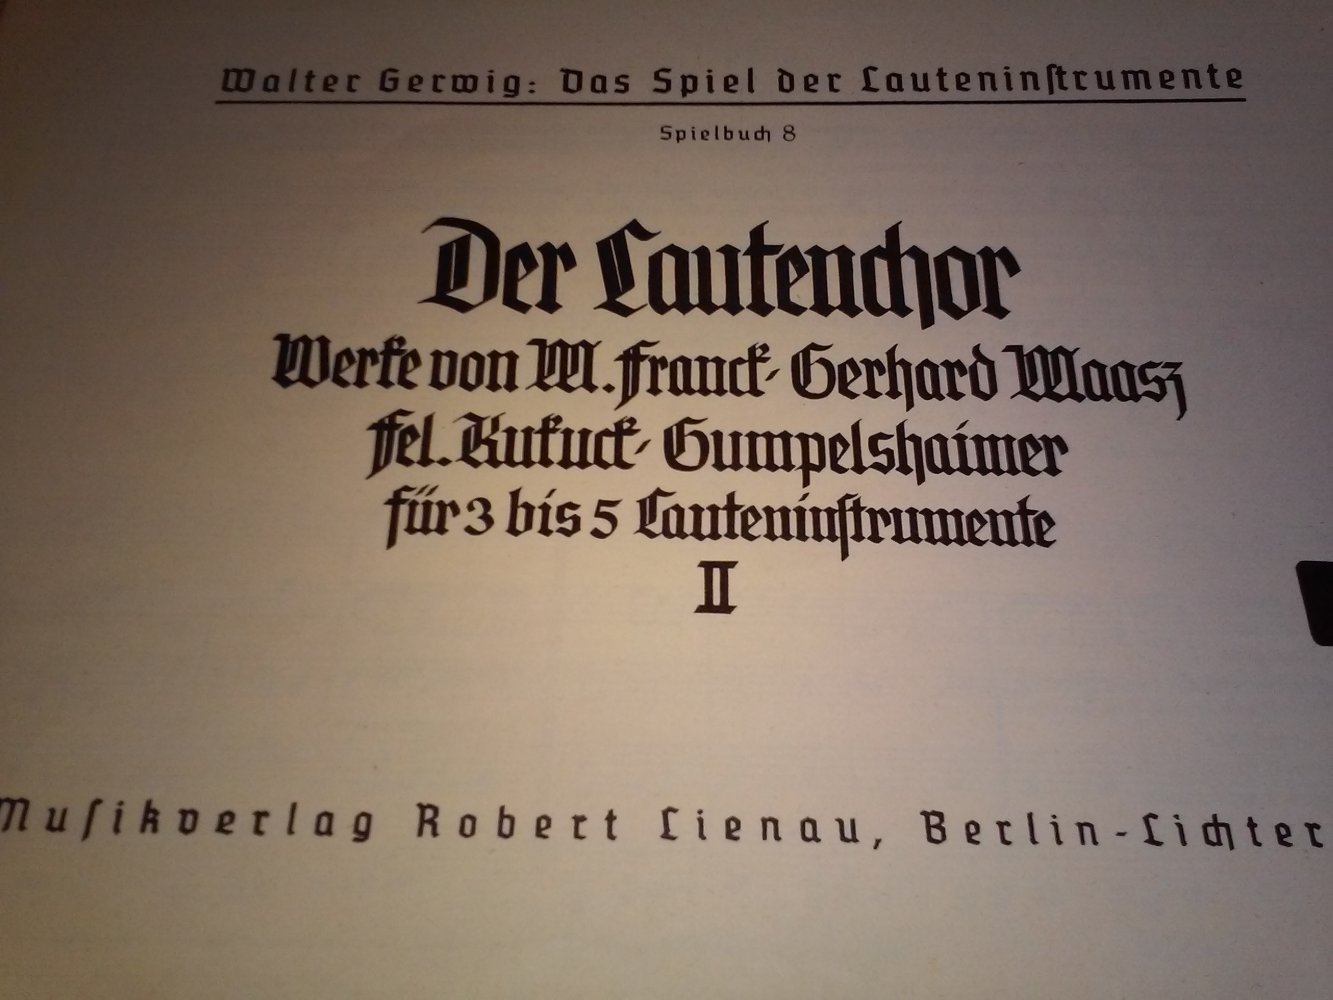 Walter Gerwig: Das Spiel der Lauteninſtrumente
Spielbuch 8
Der Lautenchor
Werke von M. Franck · Gerhard Maasz
Fel. Kukuck · Gumpelshaimer
für 3 bis 5 Lauteninſtrumente
II
Muſikverlag Robert Lienau, Berlin-Lichter